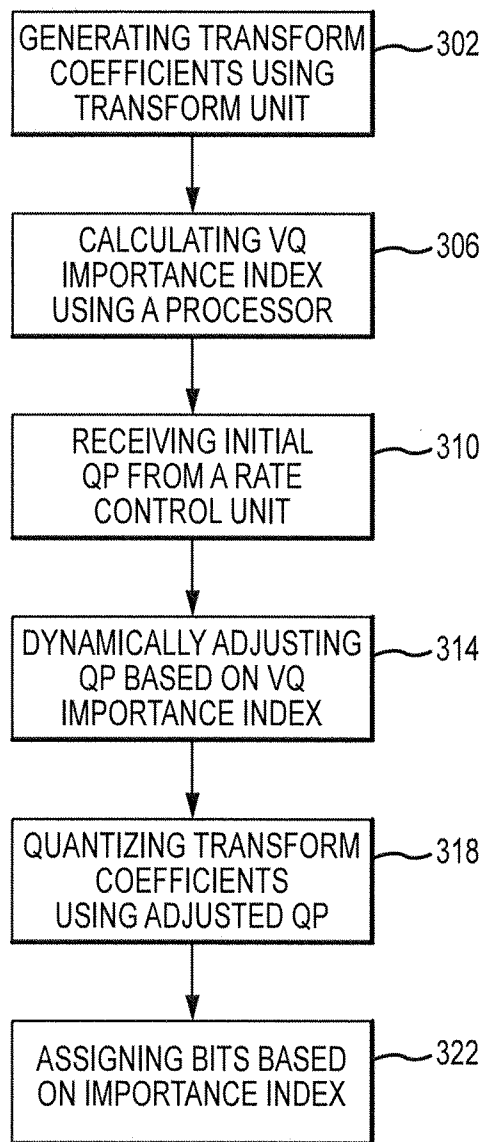 GENERATING TRANSFORM
COEFFICIENTS USING
TRANSFORM UNIT
302
CALCULATING VQ
IMPORTANCE INDEX
USING A PROCESSOR
306
RECEIVING INITIAL
QP FROM A RATE
CONTROL UNIT
310
DYNAMICALLY ADJUSTING
QP BASED ON VQ
IMPORTANCE INDEX
314
QUANTIZING TRANSFORM
COEFFICIENTS
USING ADJUSTED QP
318
ASSIGNING BITS BASED
ON IMPORTANCE INDEX
322